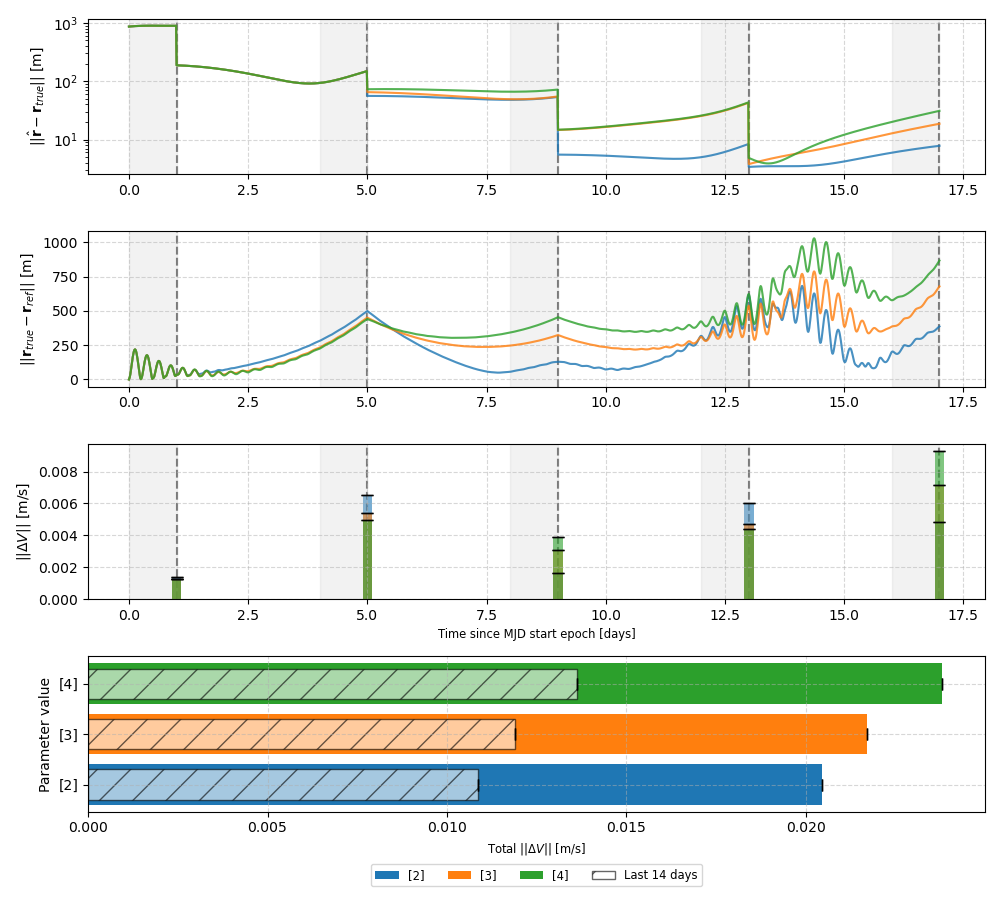 10³
10²
10¹
||r̂ − r_true|| [m]
0.0 2.5 5.0 7.5 10.0 12.5 15.0 17.5
1000
750
500
250
0
||r_true − r_ref|| [m]
0.0 2.5 5.0 7.5 10.0 12.5 15.0 17.5
0.008
0.006
0.004
0.002
0.000
||ΔV|| [m/s]
0.0 2.5 5.0 7.5 10.0 12.5 15.0 17.5
Time since MJD start epoch [days]
[4]
[3]
[2]
Parameter value
0.000 0.005 0.010 0.015 0.020
Total ||ΔV|| [m/s]
[2] [3] [4] Last 14 days